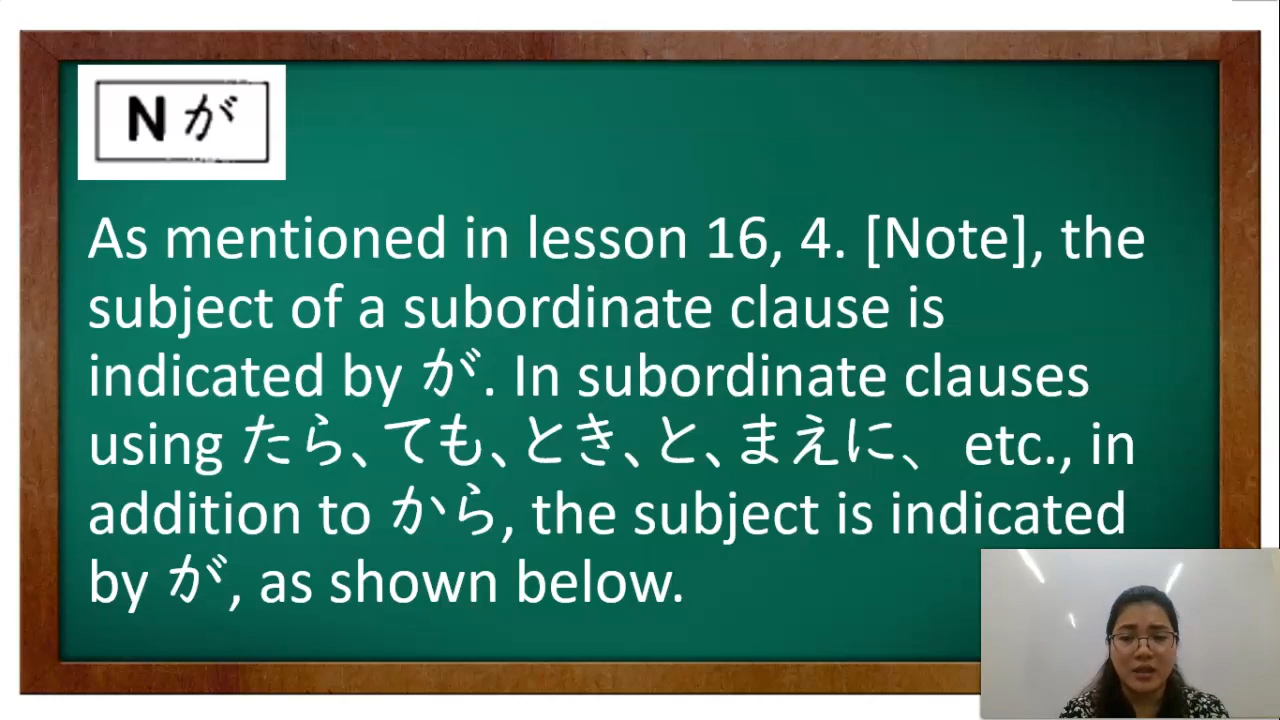 N が
As mentioned in lesson 16, 4. [Note], the
subject of a subordinate clause is
indicated by が. In subordinate clauses
using たら、ても、とき、と、まえに、 etc., in
addition to から, the subject is indicated
by が, as shown below.